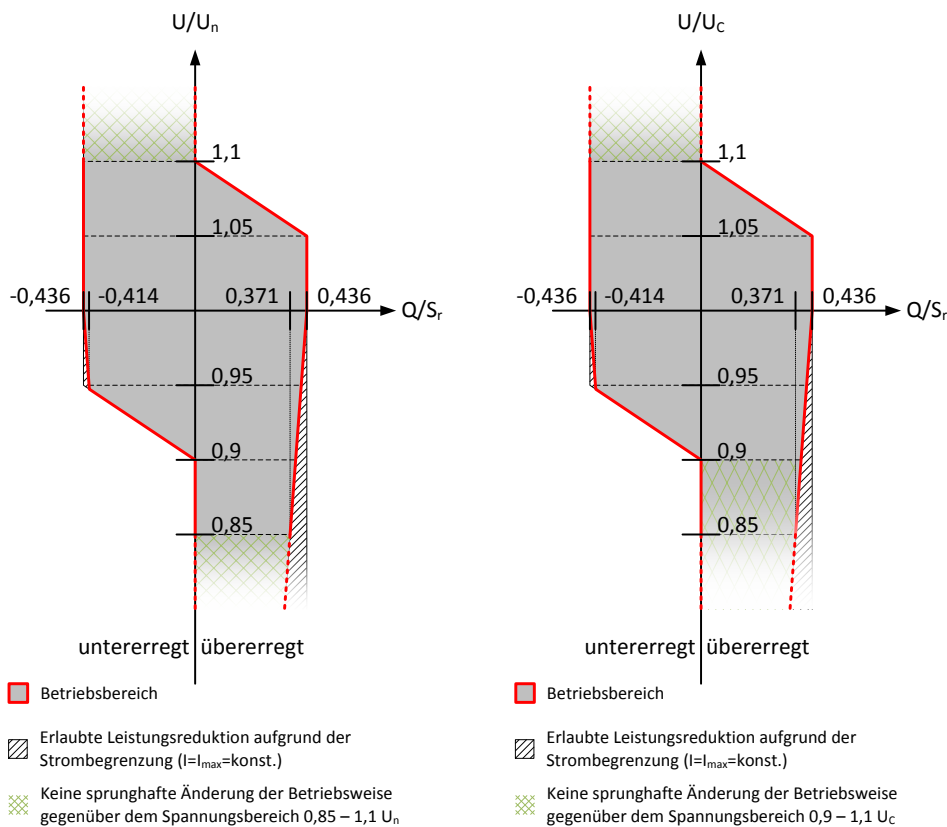 U/Un
1,1
1,05
-0,436 -0,414 0,371 0,436
Q/Sr
0,95
0,9
0,85
untererregt übererregt
Betriebsbereich
Erlaubte Leistungsreduktion aufgrund der
Strombegrenzung (I=Imax=konst.)
Keine sprunghafte Änderung der Betriebsweise
gegenüber dem Spannungsbereich 0,85 – 1,1 Un
U/UC
1,1
1,05
-0,436 -0,414 0,371 0,436
Q/Sr
0,95
0,9
0,85
untererregt übererregt
Betriebsbereich
Erlaubte Leistungsreduktion aufgrund der
Strombegrenzung (I=Imax=konst.)
Keine sprunghafte Änderung der Betriebsweise
gegenüber dem Spannungsbereich 0,9 – 1,1 UC